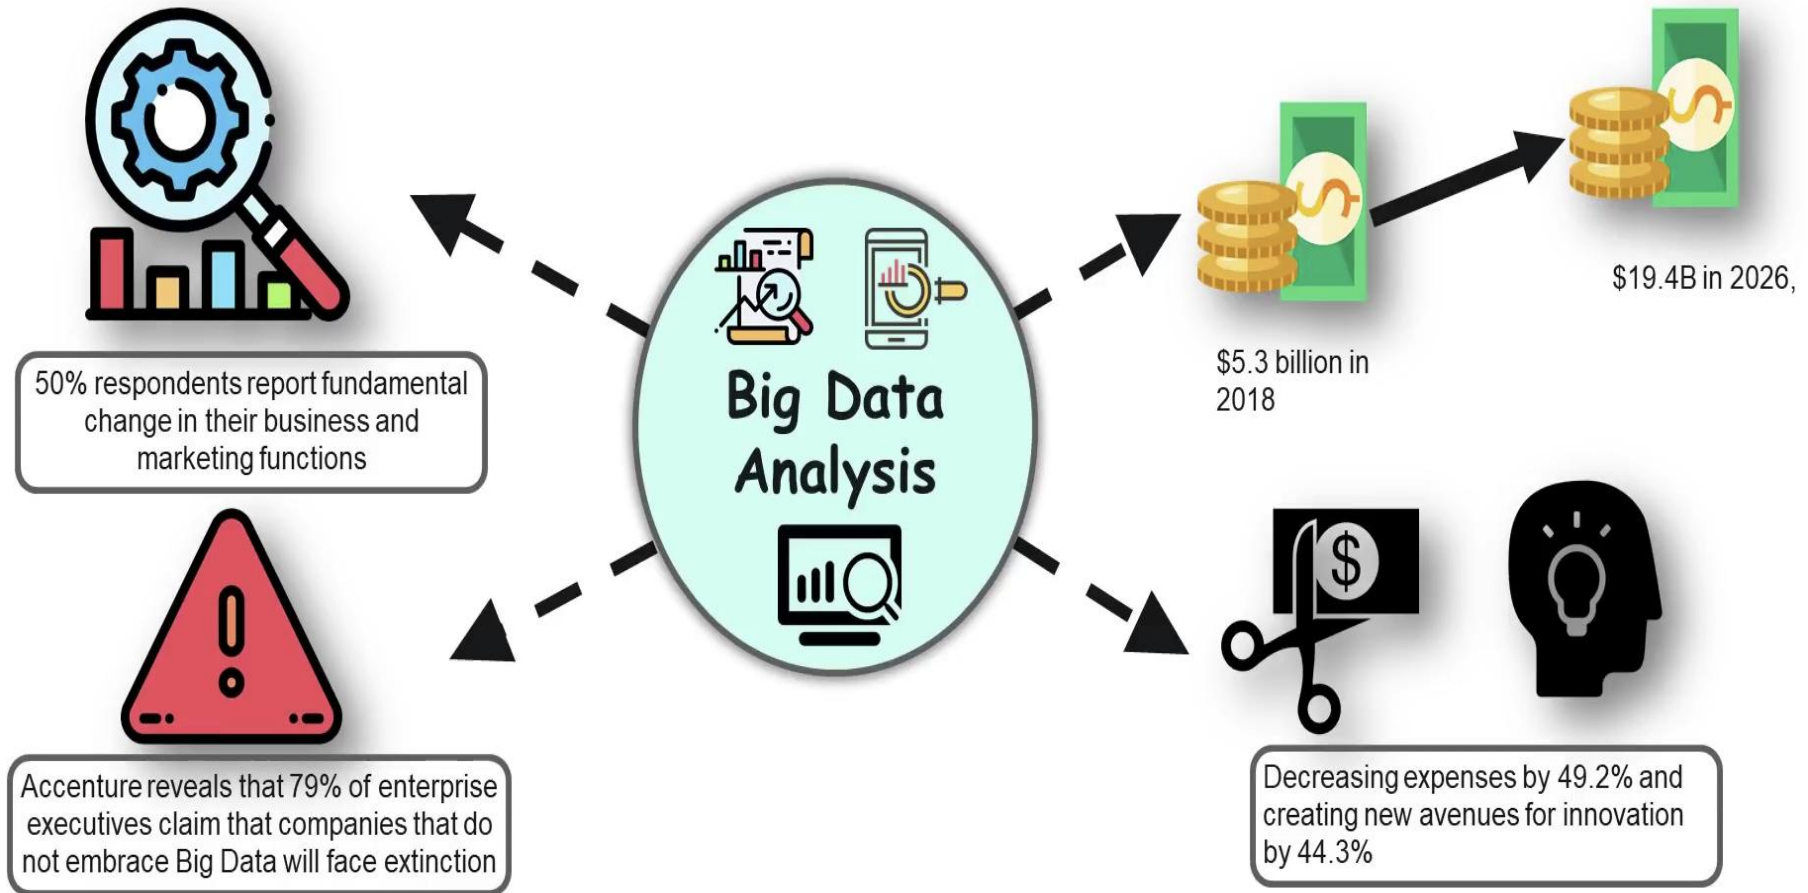 50% respondents report fundamental
change in their business and
marketing functions
Accenture reveals that 79% of enterprise
executives claim that companies that do
not embrace Big Data will face extinction
Big Data
Analysis
$5.3 billion in
2018
$19.4B in 2026,
$
Decreasing expenses by 49.2% and
creating new avenues for innovation
by 44.3%